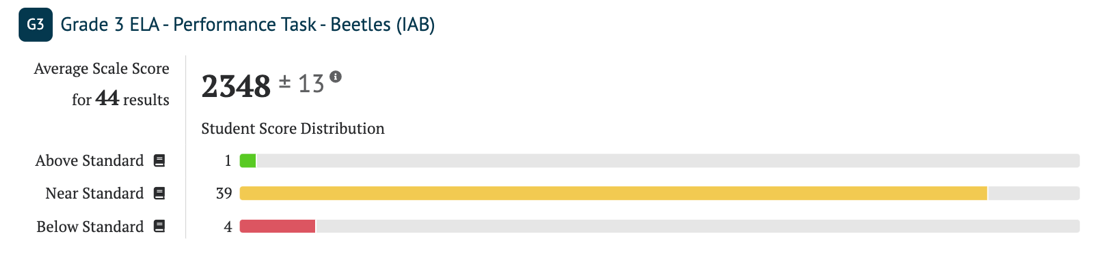 G3 Grade 3 ELA - Performance Task - Beetles (IAB)
Average Scale Score
for 44 results
2348 ± 13
Student Score Distribution
Above Standard 1
Near Standard 39
Below Standard 4